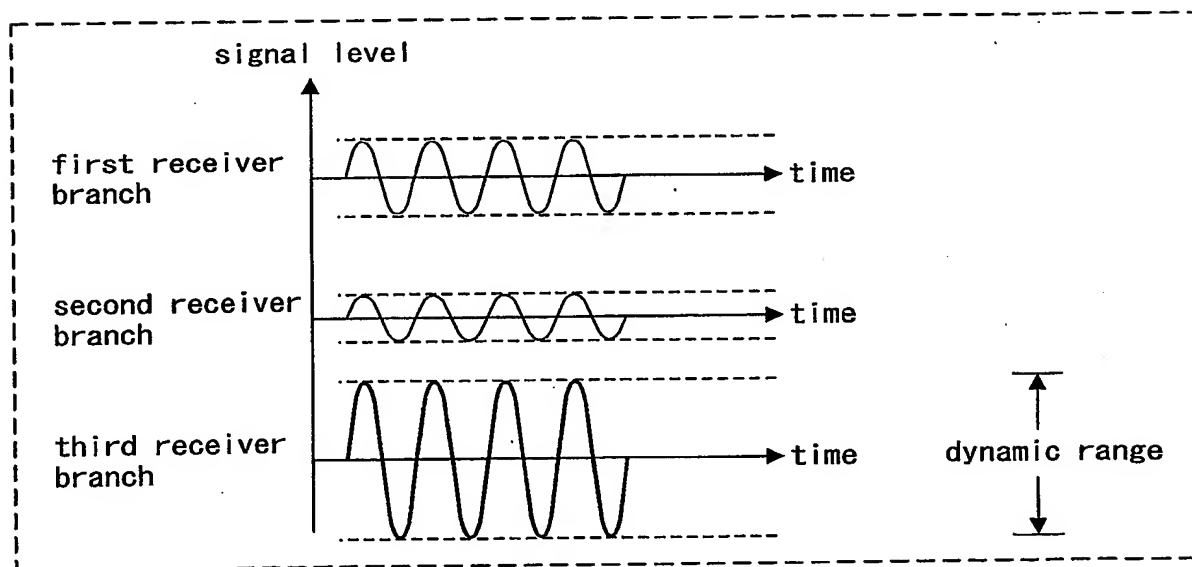 signal level
first receiver
branch
time
second receiver
branch
time
third receiver
branch
time
dynamic range